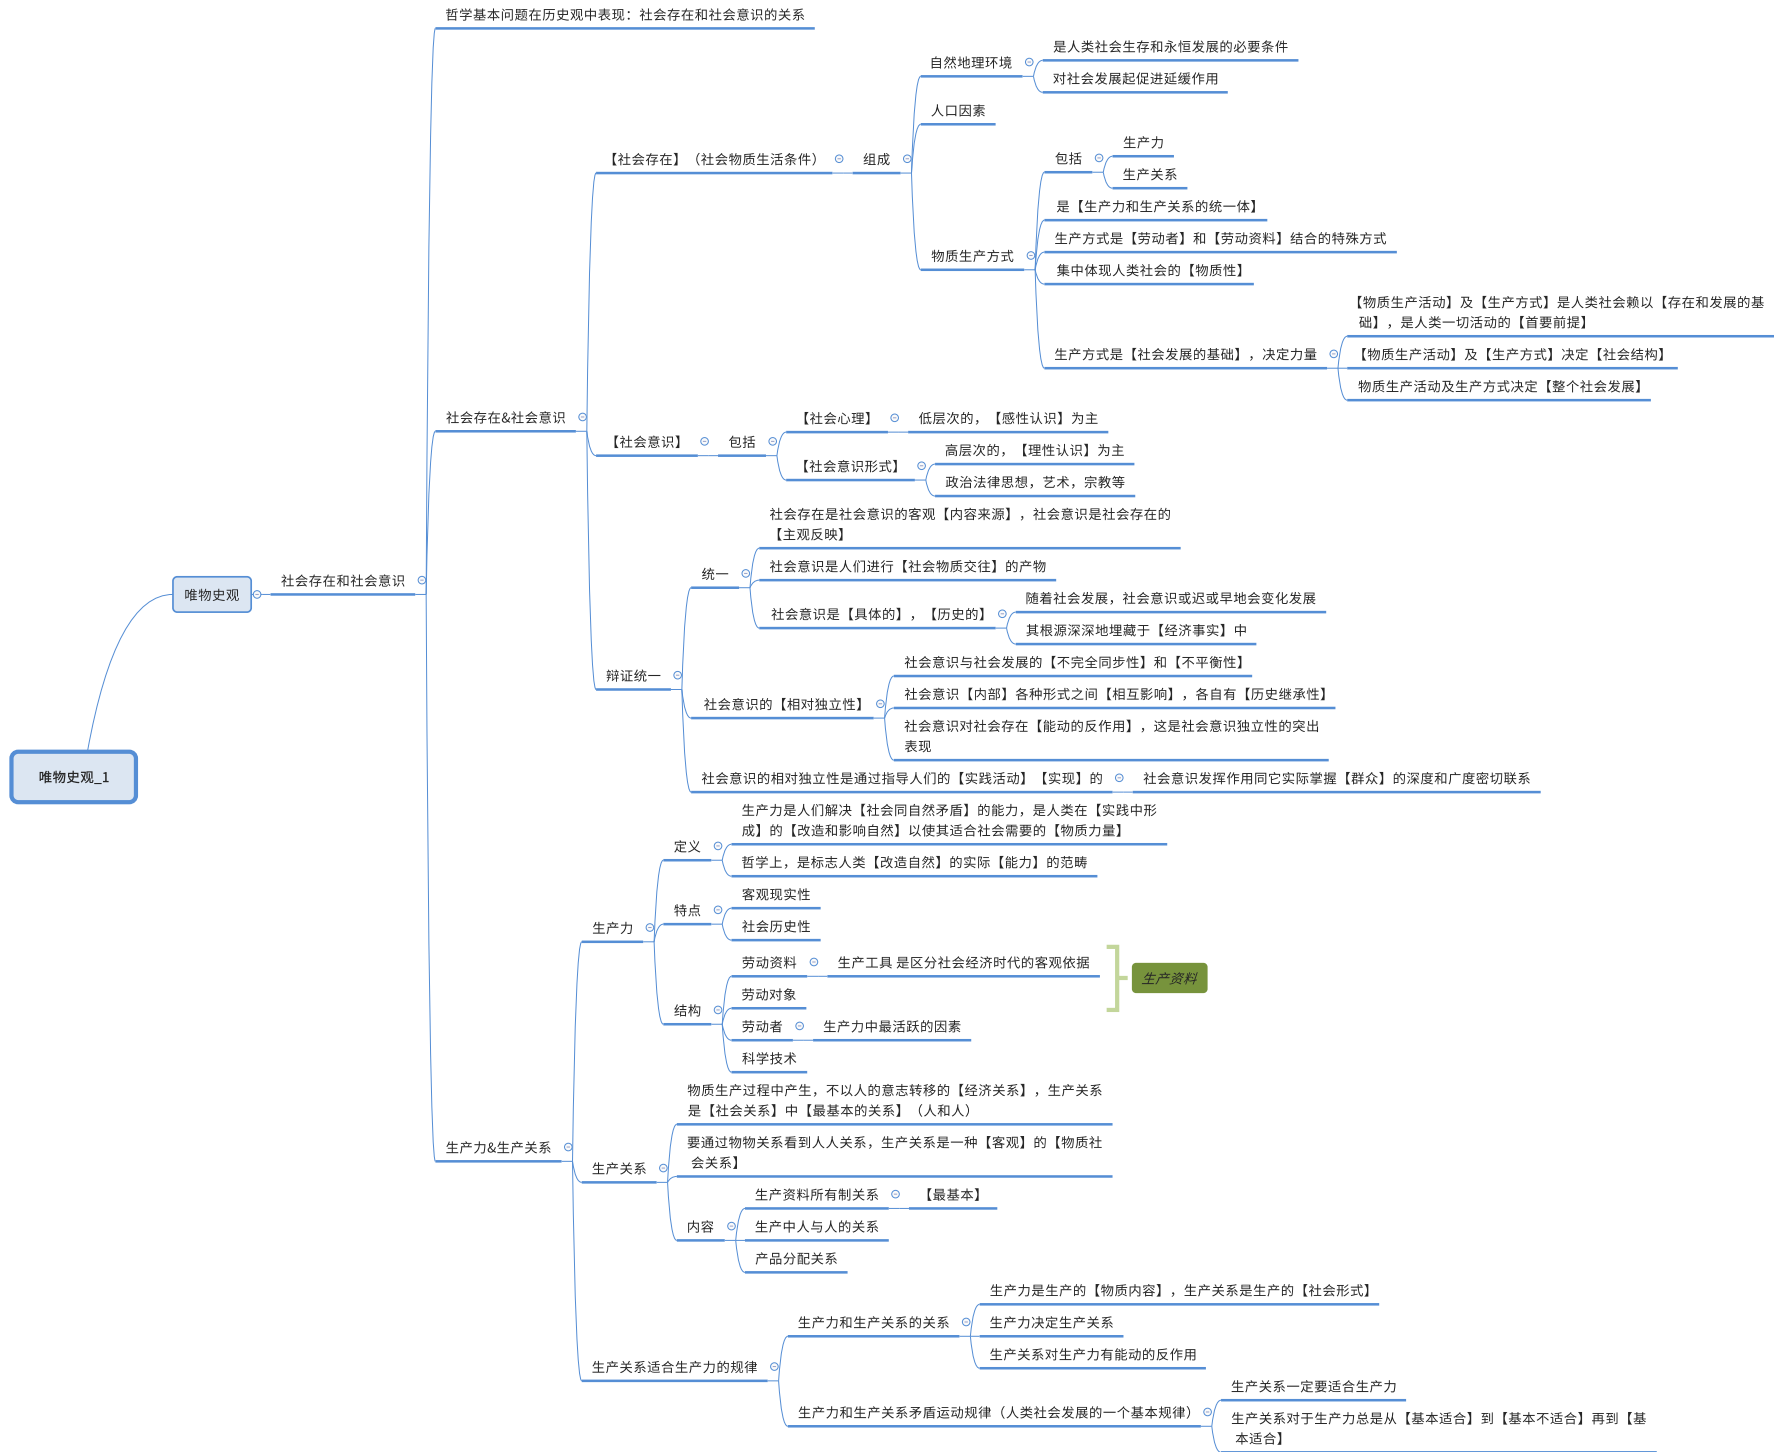 哲学基本问题在历史观中表现：社会存在和社会意识的关系
是人类社会生存和永恒发展的必要条件
自然地理环境
对社会发展起促进延缓作用
人口因素
生产力
【社会存在】（社会物质生活条件）
组成
包括
生产关系
是【生产力和生产关系的统一体】
生产方式是【劳动者】和【劳动资料】结合的特殊方式
物质生产方式
集中体现人类社会的【物质性】
【物质生产活动】及【生产方式】是人类社会赖以【存在和发展的基
础】，是人类一切活动的【首要前提】
生产方式是【社会发展的基础】，决定力量
【物质生产活动】及【生产方式】决定【社会结构】
物质生产活动及生产方式决定【整个社会发展】
社会存在&社会意识
【社会心理】
低层次的，【感性认识】为主
【社会意识】
包括
高层次的，【理性认识】为主
【社会意识形式】
政治法律思想，艺术，宗教等
社会存在是社会意识的客观【内容来源】，社会意识是社会存在的
【主观反映】
统一
社会意识是人们进行【社会物质交往】的产物
唯物史观
社会存在和社会意识
随着社会发展，社会意识或迟或早地会变化发展
社会意识是【具体的】，【历史的】
其根源深深地埋藏于【经济事实】中
辩证统一
社会意识与社会发展的【不完全同步性】和【不平衡性】
社会意识的【相对独立性】
社会意识【内部】各种形式之间【相互影响】，各自有【历史继承性】
社会意识对社会存在【能动的反作用】，这是社会意识独立性的突出
表现
唯物史观_1
社会意识的相对独立性是通过指导人们的【实践活动】【实现】的
社会意识发挥作用同它实际掌握【群众】的深度和广度密切联系
生产力是人们解决【社会同自然矛盾】的能力，是人类在【实践中形
成】的【改造和影响自然】以使其适合社会需要的【物质力量】
定义
哲学上，是标志人类【改造自然】的实际【能力】的范畴
客观现实性
特点
社会历史性
生产力
劳动资料
生产工具 是区分社会经济时代的客观依据
生产资料
劳动对象
结构
劳动者
生产力中最活跃的因素
科学技术
物质生产过程中产生，不以人的意志转移的【经济关系】，生产关系
是【社会关系】中【最基本的关系】（人和人）
生产力&生产关系
要通过物物关系看到人人关系，生产关系是一种【客观】的【物质社
会关系】
生产关系
生产资料所有制关系
【最基本】
内容
生产中人与人的关系
产品分配关系
生产力是生产的【物质内容】，生产关系是生产的【社会形式】
生产力和生产关系的关系
生产力决定生产关系
生产关系对生产力有能动的反作用
生产关系适合生产力的规律
生产关系一定要适合生产力
生产力和生产关系矛盾运动规律（人类社会发展的一个基本规律）
生产关系对于生产力总是从【基本适合】到【基本不适合】再到【基
本适合】